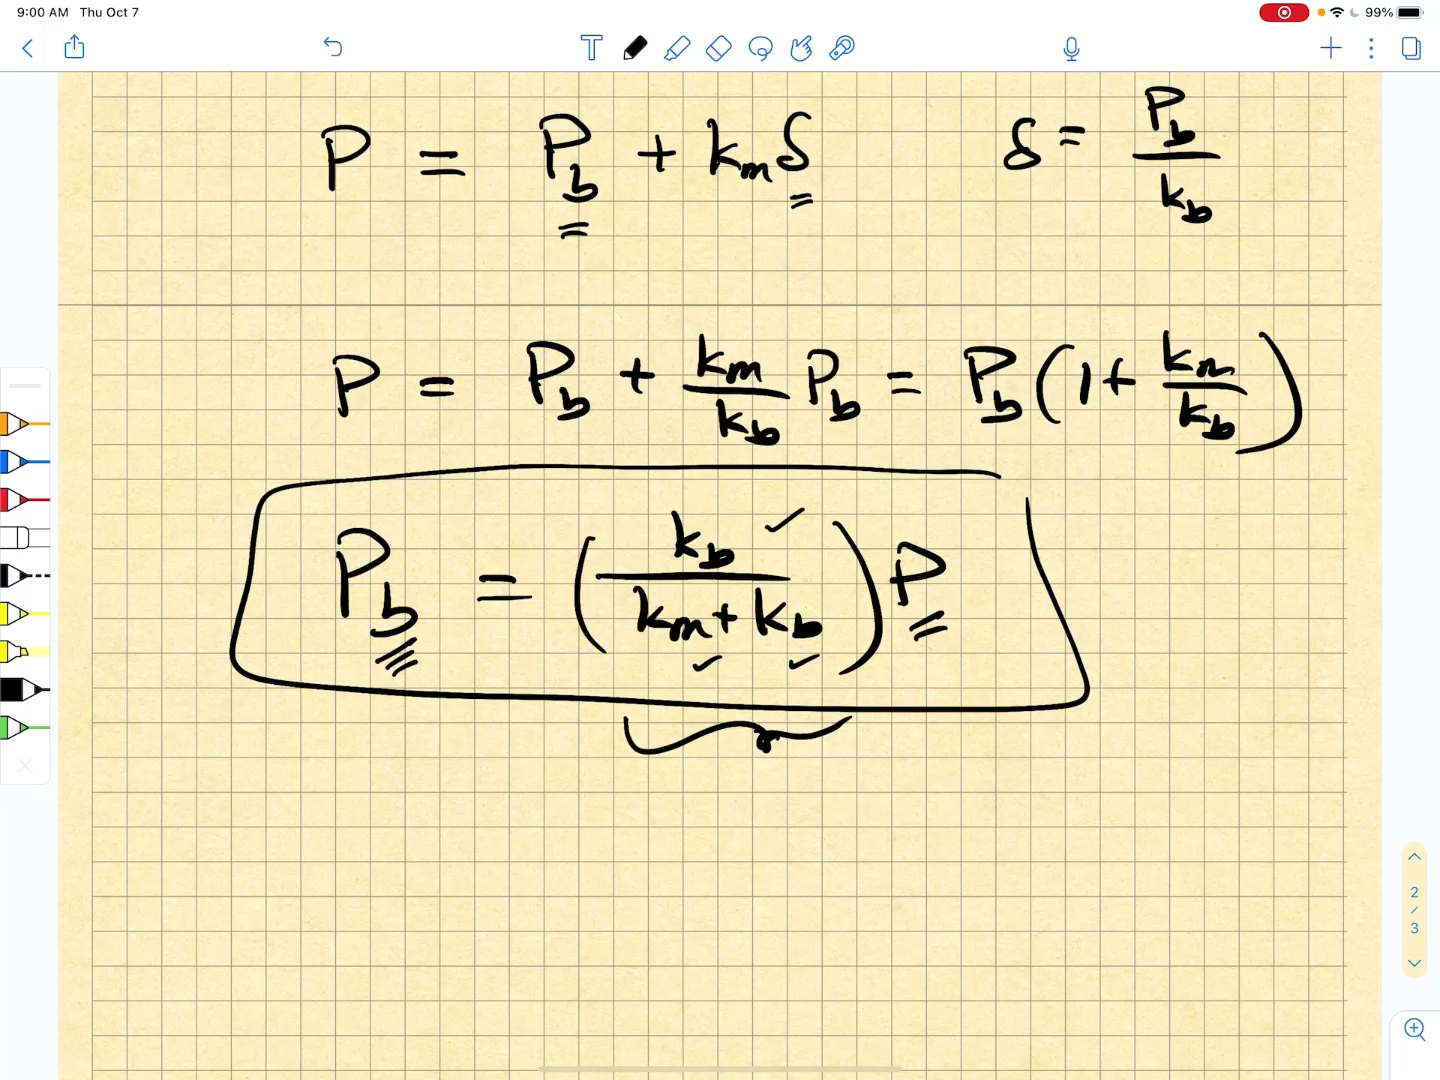 9:00 AM Thu Oct 7
99%
T
P = P_b + k_m δ
δ = P_b / k_b
P = P_b + (k_m / k_b) P_b = P_b (1 + k_m / k_b)
P_b = (k_b / (k_m + k_b)) P
2
/
3